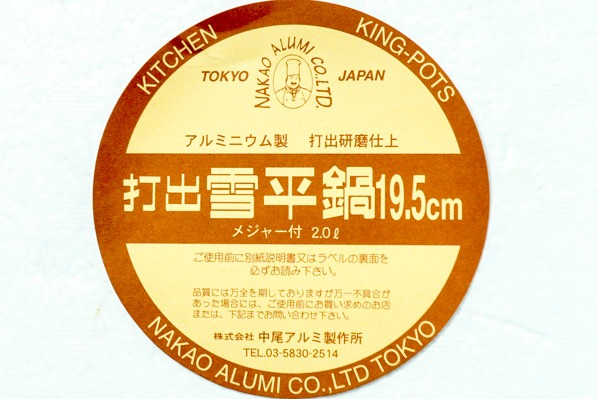 KITCHEN KING-POTS
NAKAO ALUMI CO.,LTD.
TOKYO JAPAN
アルミニウム製 打出研磨仕上
打出雪平鍋19.5cm
メジャー付 2.0ℓ
ご使用前に別紙説明書又はラベルの裏面を
必ずお読み下さい。
品質には万全を期しておりますが万一不具合が
あった場合には、ご使用前にお買い求めのお店
または、下記までお問い合わせ下さい。
株式会社 中尾アルミ製作所
TEL.03-5830-2514
NAKAO ALUMI CO.,LTD TOKYO